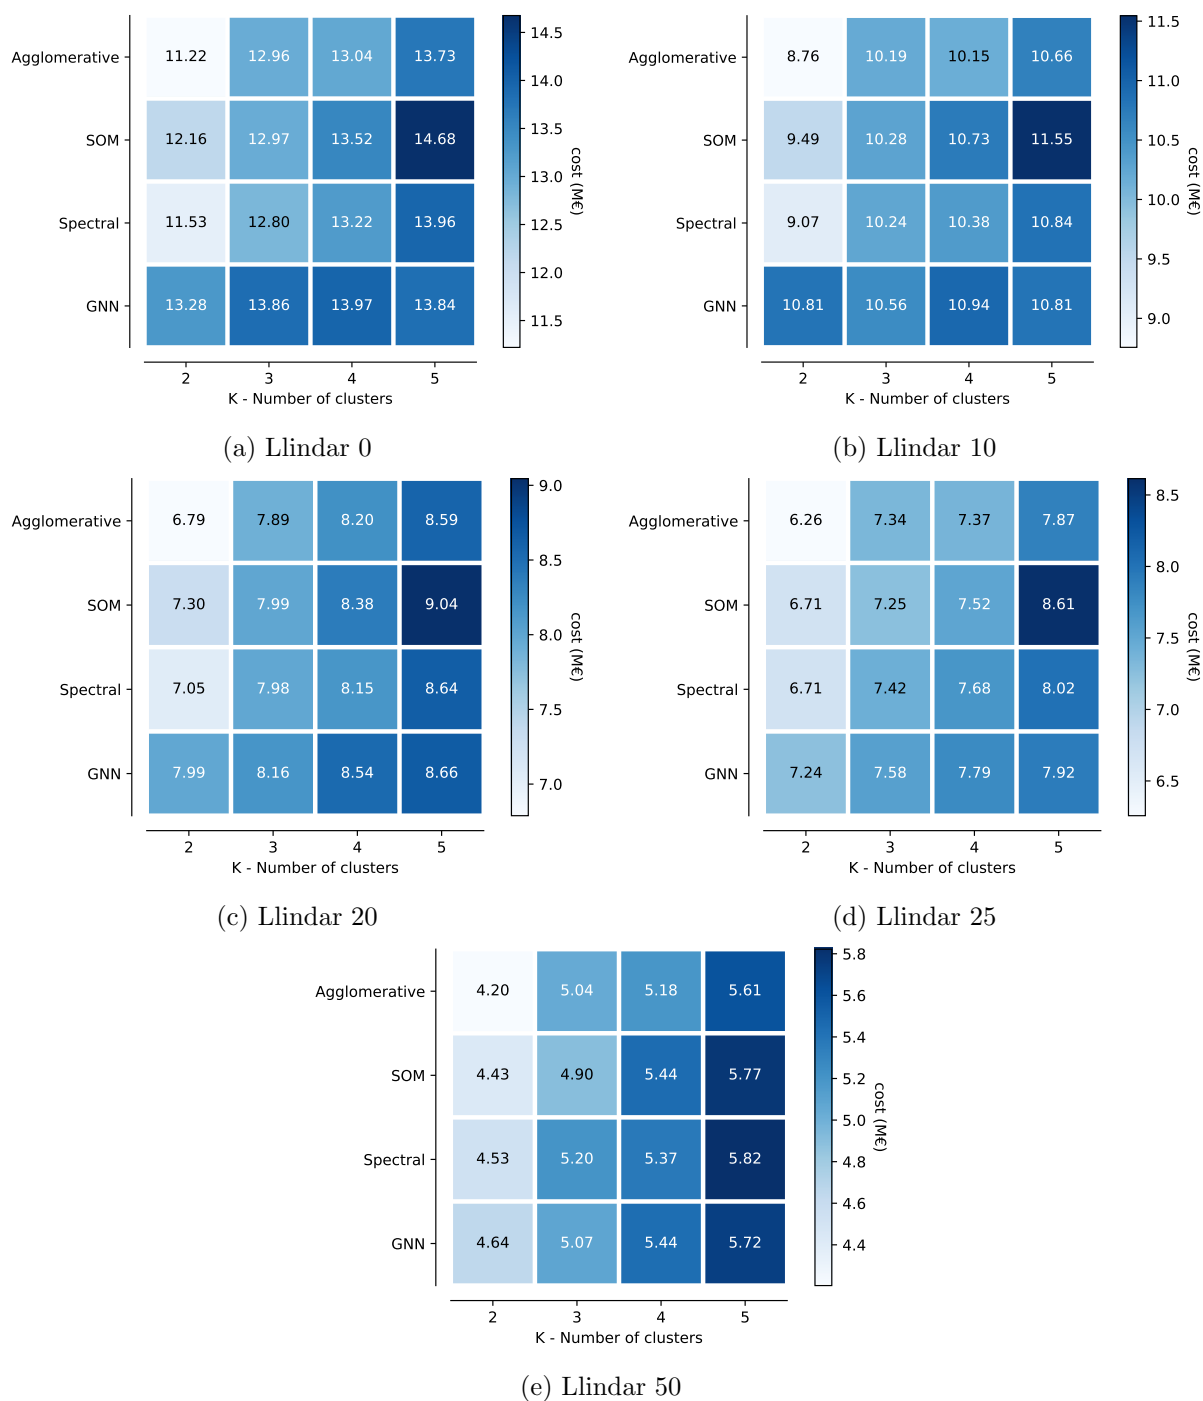 Agglomerative 11.22 12.96 13.04 13.73
SOM 12.16 12.97 13.52 14.68
Spectral 11.53 12.80 13.22 13.96
GNN 13.28 13.86 13.97 13.84
2 3 4 5
K - Number of clusters
14.5
14.0
13.5
13.0
12.5
12.0
11.5
cost (M€)
(a) Llindar 0
Agglomerative 8.76 10.19 10.15 10.66
SOM 9.49 10.28 10.73 11.55
Spectral 9.07 10.24 10.38 10.84
GNN 10.81 10.56 10.94 10.81
2 3 4 5
K - Number of clusters
11.5
11.0
10.5
10.0
9.5
9.0
cost (M€)
(b) Llindar 10
Agglomerative 6.79 7.89 8.20 8.59
SOM 7.30 7.99 8.38 9.04
Spectral 7.05 7.98 8.15 8.64
GNN 7.99 8.16 8.54 8.66
2 3 4 5
K - Number of clusters
9.0
8.5
8.0
7.5
7.0
cost (M€)
(c) Llindar 20
Agglomerative 6.26 7.34 7.37 7.87
SOM 6.71 7.25 7.52 8.61
Spectral 6.71 7.42 7.68 8.02
GNN 7.24 7.58 7.79 7.92
2 3 4 5
K - Number of clusters
8.5
8.0
7.5
7.0
6.5
cost (M€)
(d) Llindar 25
Agglomerative 4.20 5.04 5.18 5.61
SOM 4.43 4.90 5.44 5.77
Spectral 4.53 5.20 5.37 5.82
GNN 4.64 5.07 5.44 5.72
2 3 4 5
K - Number of clusters
5.8
5.6
5.4
5.2
5.0
4.8
4.6
4.4
cost (M€)
(e) Llindar 50